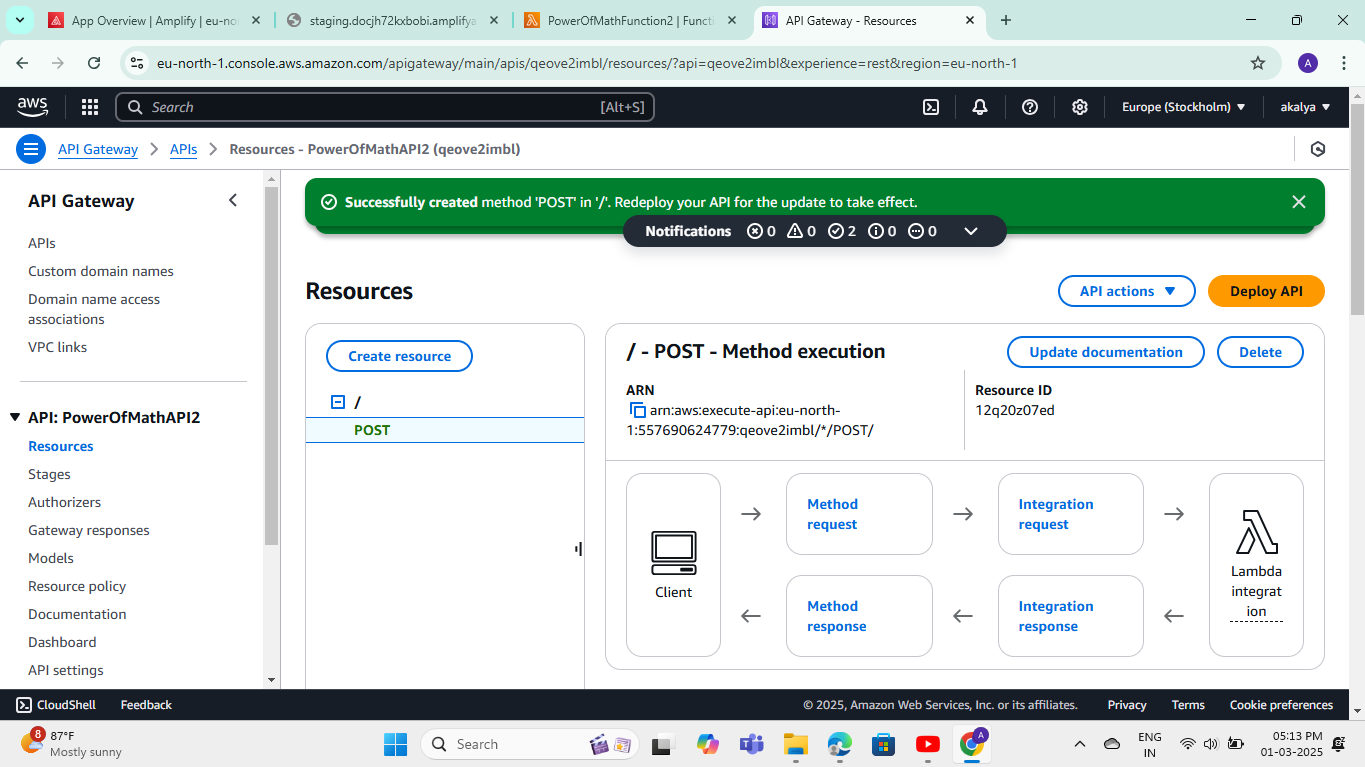 App Overview | Amplify | eu-no
staging.docjh72kxbobi.amplifya
PowerOfMathFunction2 | Functi
API Gateway - Resources
eu-north-1.console.aws.amazon.com/apigateway/main/apis/qeove2imbl/resources/?api=qeove2imbl&experience=rest&region=eu-north-1
A
aws
Search
[Alt+S]
Europe (Stockholm)
akalya
API Gateway
APIs
Resources - PowerOfMathAPI2 (qeove2imbl)
API Gateway
APIs
Custom domain names
Domain name access
associations
VPC links
API: PowerOfMathAPI2
Resources
Stages
Authorizers
Gateway responses
Models
Resource policy
Documentation
Dashboard
API settings
Successfully created method 'POST' in '/'. Redeploy your API for the update to take effect.
Notifications 0 0 2 0 0
Resources
API actions
Deploy API
Create resource
/
POST
/ - POST - Method execution
Update documentation
Delete
ARN
arn:aws:execute-api:eu-north-
1:557690624779:qeove2imbl/*/POST/
Resource ID
12q20z07ed
Client
Method
request
Integration
request
Method
response
Integration
response
Lambda
integrat
ion
CloudShell
Feedback
© 2025, Amazon Web Services, Inc. or its affiliates.
Privacy
Terms
Cookie preferences
8
87°F
Mostly sunny
Search
A
ENG
IN
05:13 PM
01-03-2025